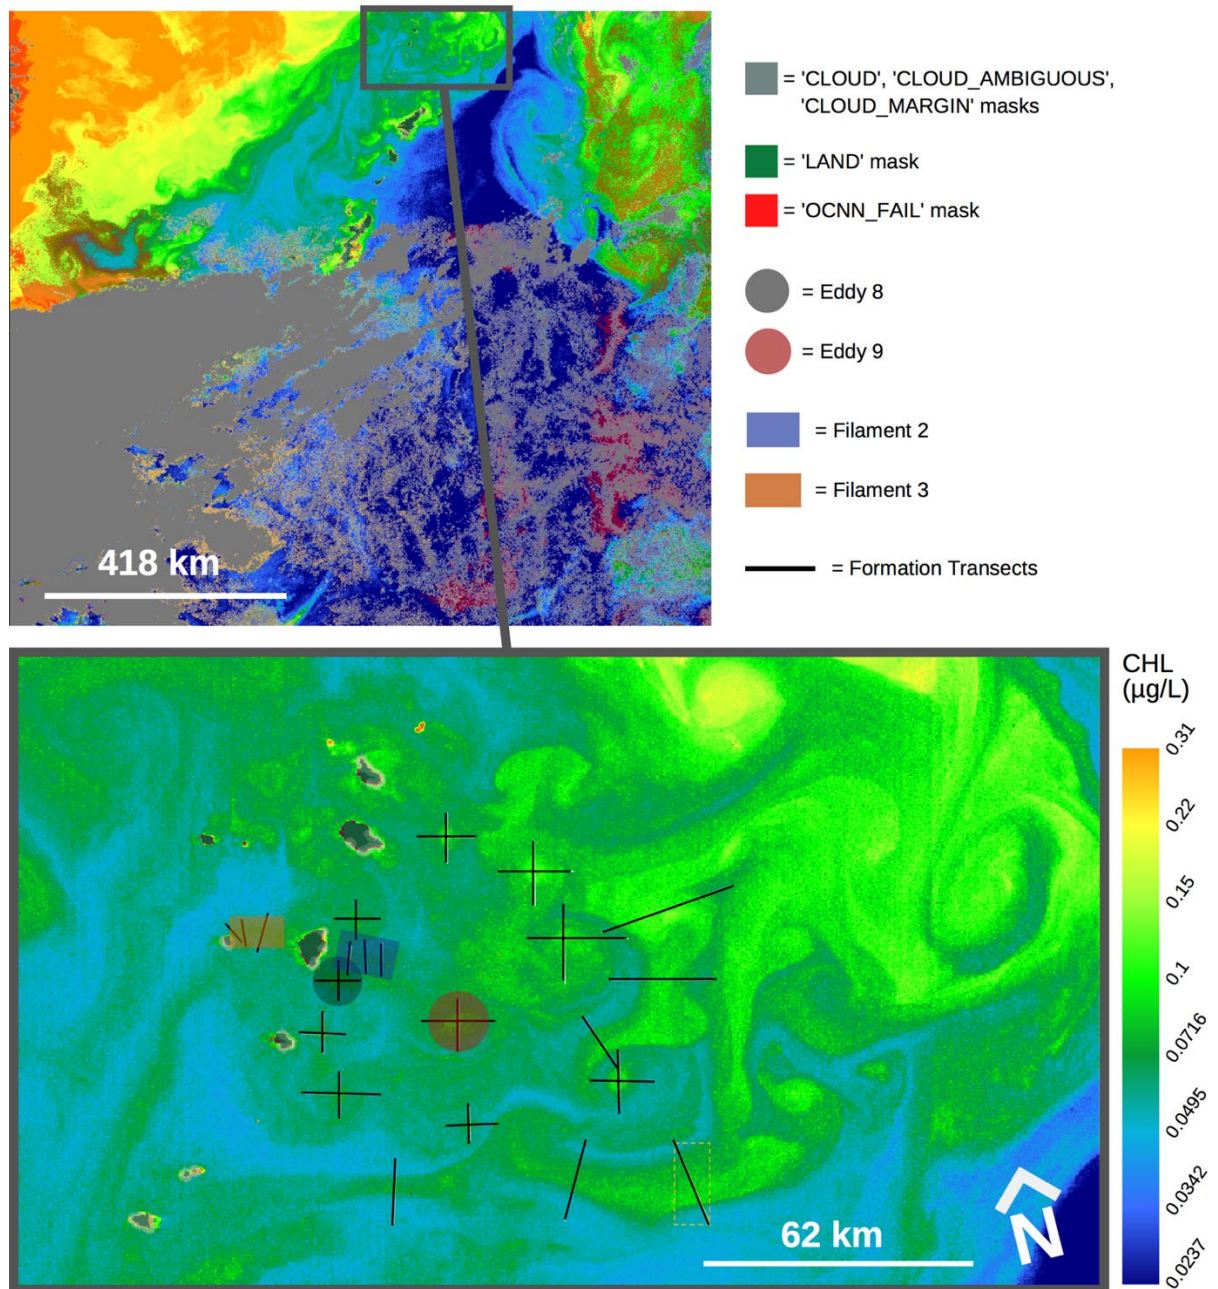 = 'CLOUD', 'CLOUD_AMBIGUOUS',
'CLOUD_MARGIN' masks
= 'LAND' mask
= 'OCNN_FAIL' mask
= Eddy 8
= Eddy 9
= Filament 2
= Filament 3
= Formation Transects
418 km
CHL
(µg/L)
0.31
0.22
0.15
0.1
0.0716
0.0495
0.0342
0.0237
62 km
N